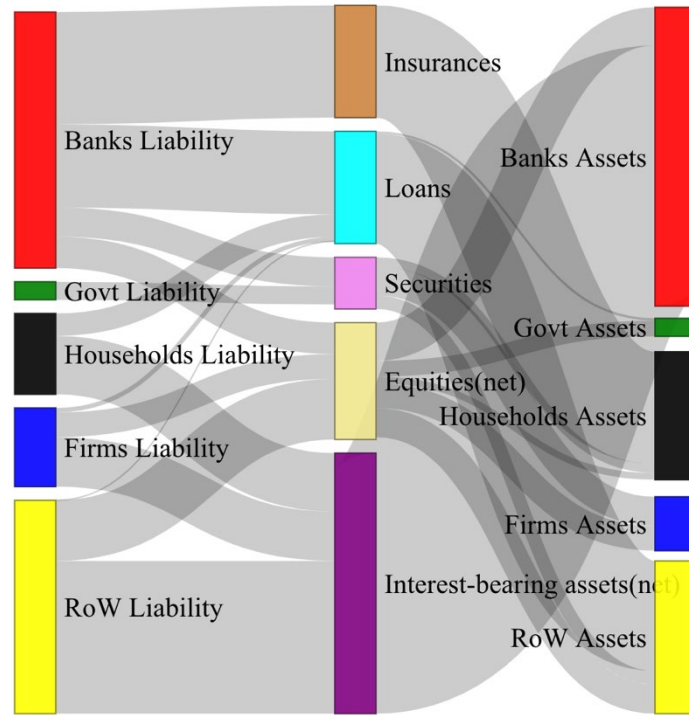 Banks Liability
Govt Liability
Households Liability
Firms Liability
RoW Liability
Insurances
Loans
Securities
Equities(net)
Interest-bearing assets(net)
Banks Assets
Govt Assets
Households Assets
Firms Assets
RoW Assets